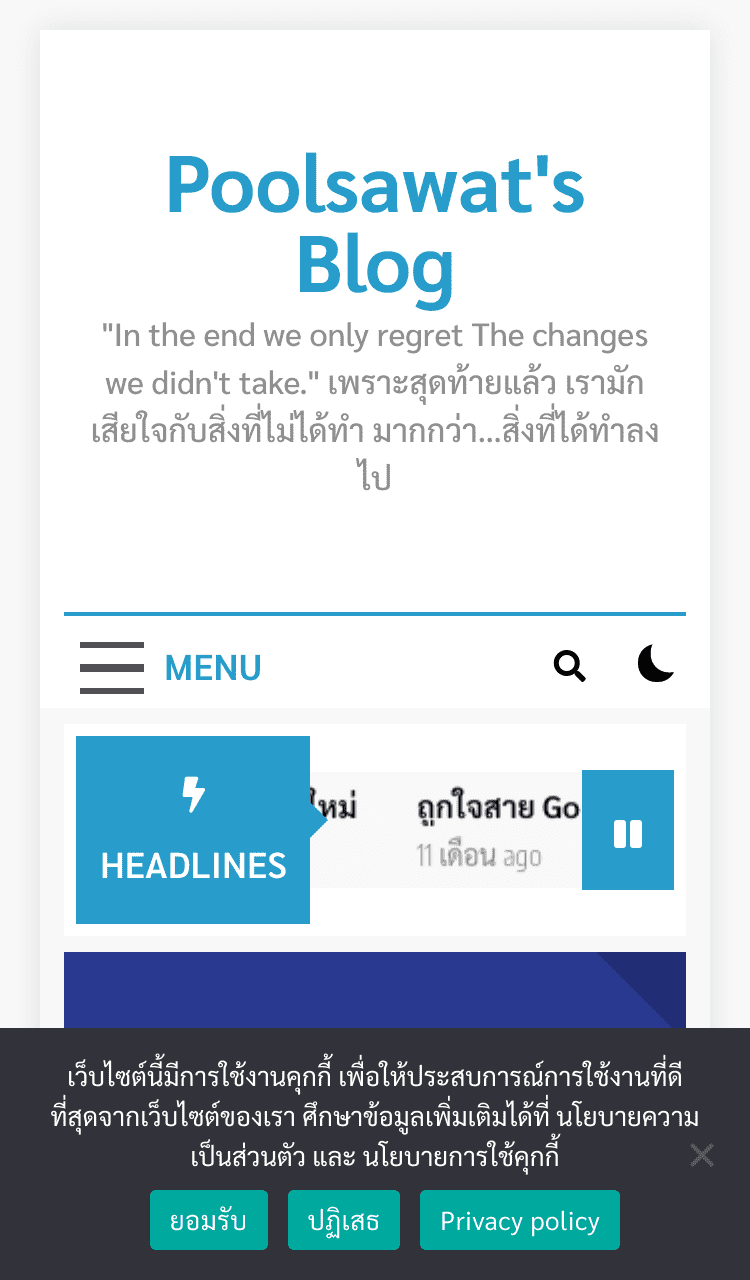 Poolsawat's
Blog
"In the end we only regret The changes
we didn't take." เพราะสุดท้ายแล้ว เรามัก
เสียใจกับสิ่งที่ไม่ได้ทำ มากกว่า...สิ่งที่ได้ทำลง
ไป
MENU
HEADLINES
ใหม่ ถูกใจสาย Go
11 เดือน ago
เว็บไซต์นี้มีการใช้งานคุกกี้ เพื่อให้ประสบการณ์การใช้งานที่ดี
ที่สุดจากเว็บไซต์ของเรา ศึกษาข้อมูลเพิ่มเติมได้ที่ นโยบายความ
เป็นส่วนตัว และ นโยบายการใช้คุกกี้
ยอมรับ ปฏิเสธ Privacy policy